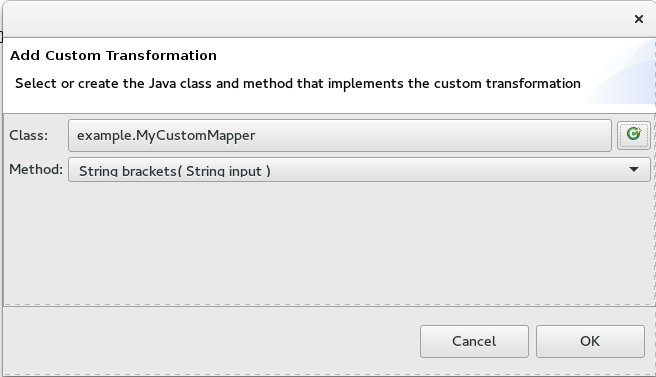 Add Custom Transformation
Select or create the Java class and method that implements the custom transformation
Class: example.MyCustomMapper
Method: String brackets( String input )
Cancel OK